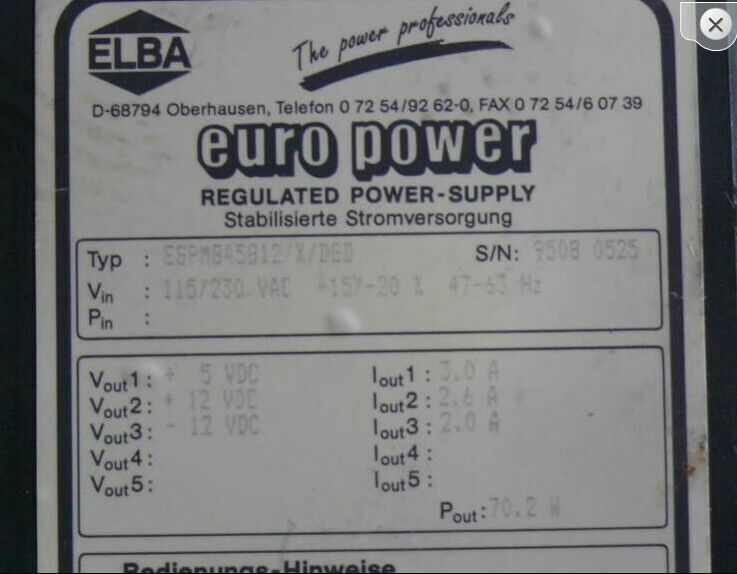 ELBA
The power professionals
D-68794 Oberhausen, Telefon 0 72 54/92 62-0, FAX 0 72 54/6 07 39
euro power
REGULATED POWER-SUPPLY
Stabilisierte Stromversorgung
Typ : S/N: 9508 0525
Vin : 115/230 VAC +15%-20 % 47-63 Hz
Pin :
Vout1 : + 5 VDC Iout1 : 3.0 A
Vout2 : + 12 VDC Iout2 : 2.6 A
Vout3 : - 12 VDC Iout3 : 2.0 A
Vout4 : Iout4 :
Vout5 : Iout5 :
Pout : 70.2 W
Bedienungs-Hinweise